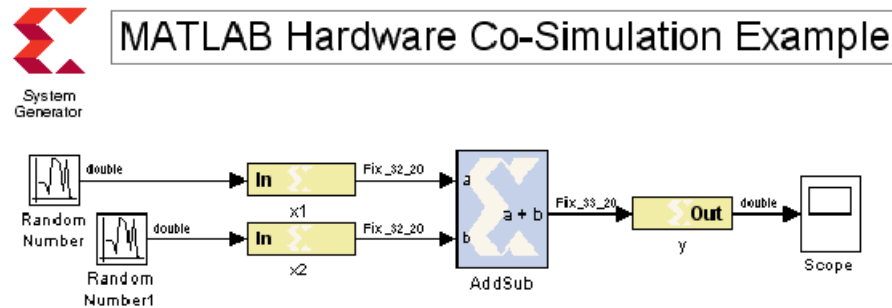 MATLAB Hardware Co-Simulation Example
System
Generator
double
Random
Number
In
x1
Fix_32_20
double
Random
Number1
In
x2
Fix_32_20
a
b
a + b
AddSub
Fix_33_20
Out
y
double
Scope